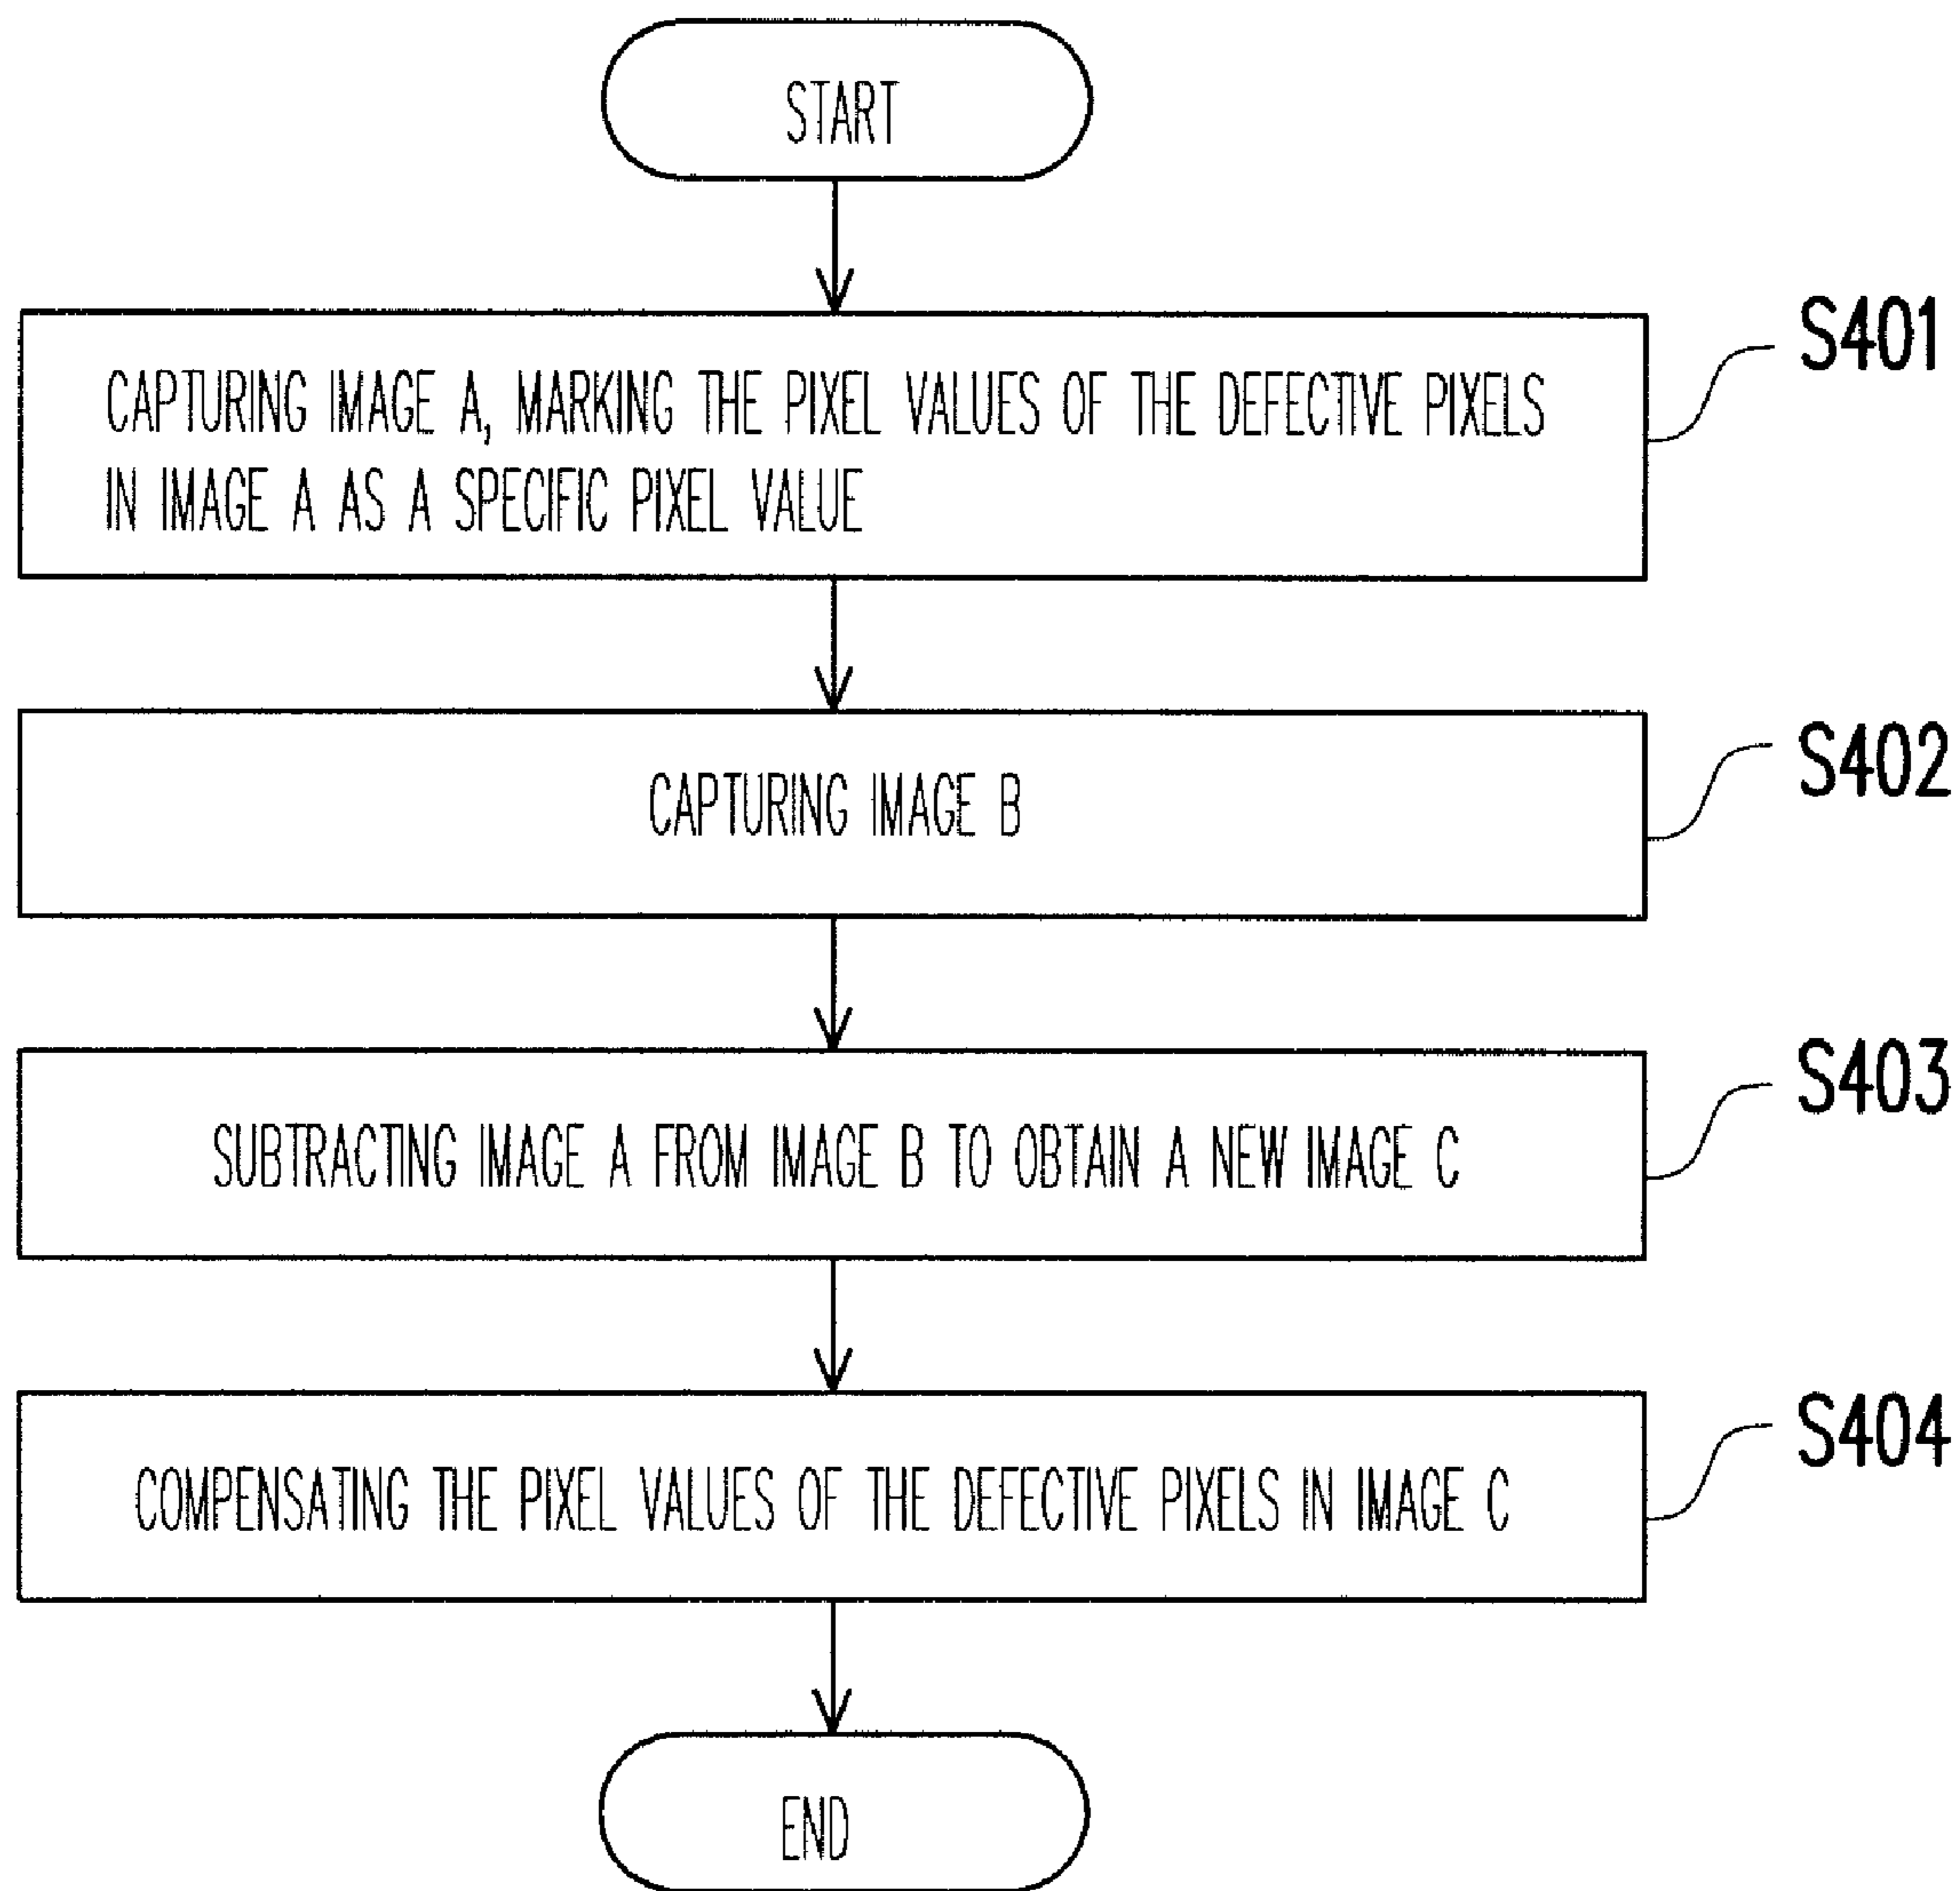 START
S401
CAPTURING IMAGE A, MARKING THE PIXEL VALUES OF THE DEFECTIVE PIXELS
IN IMAGE A AS A SPECIFIC PIXEL VALUE
S402
CAPTURING IMAGE B
S403
SUBTRACTING IMAGE A FROM IMAGE B TO OBTAIN A NEW IMAGE C
S404
COMPENSATING THE PIXEL VALUES OF THE DEFECTIVE PIXELS IN IMAGE C
END